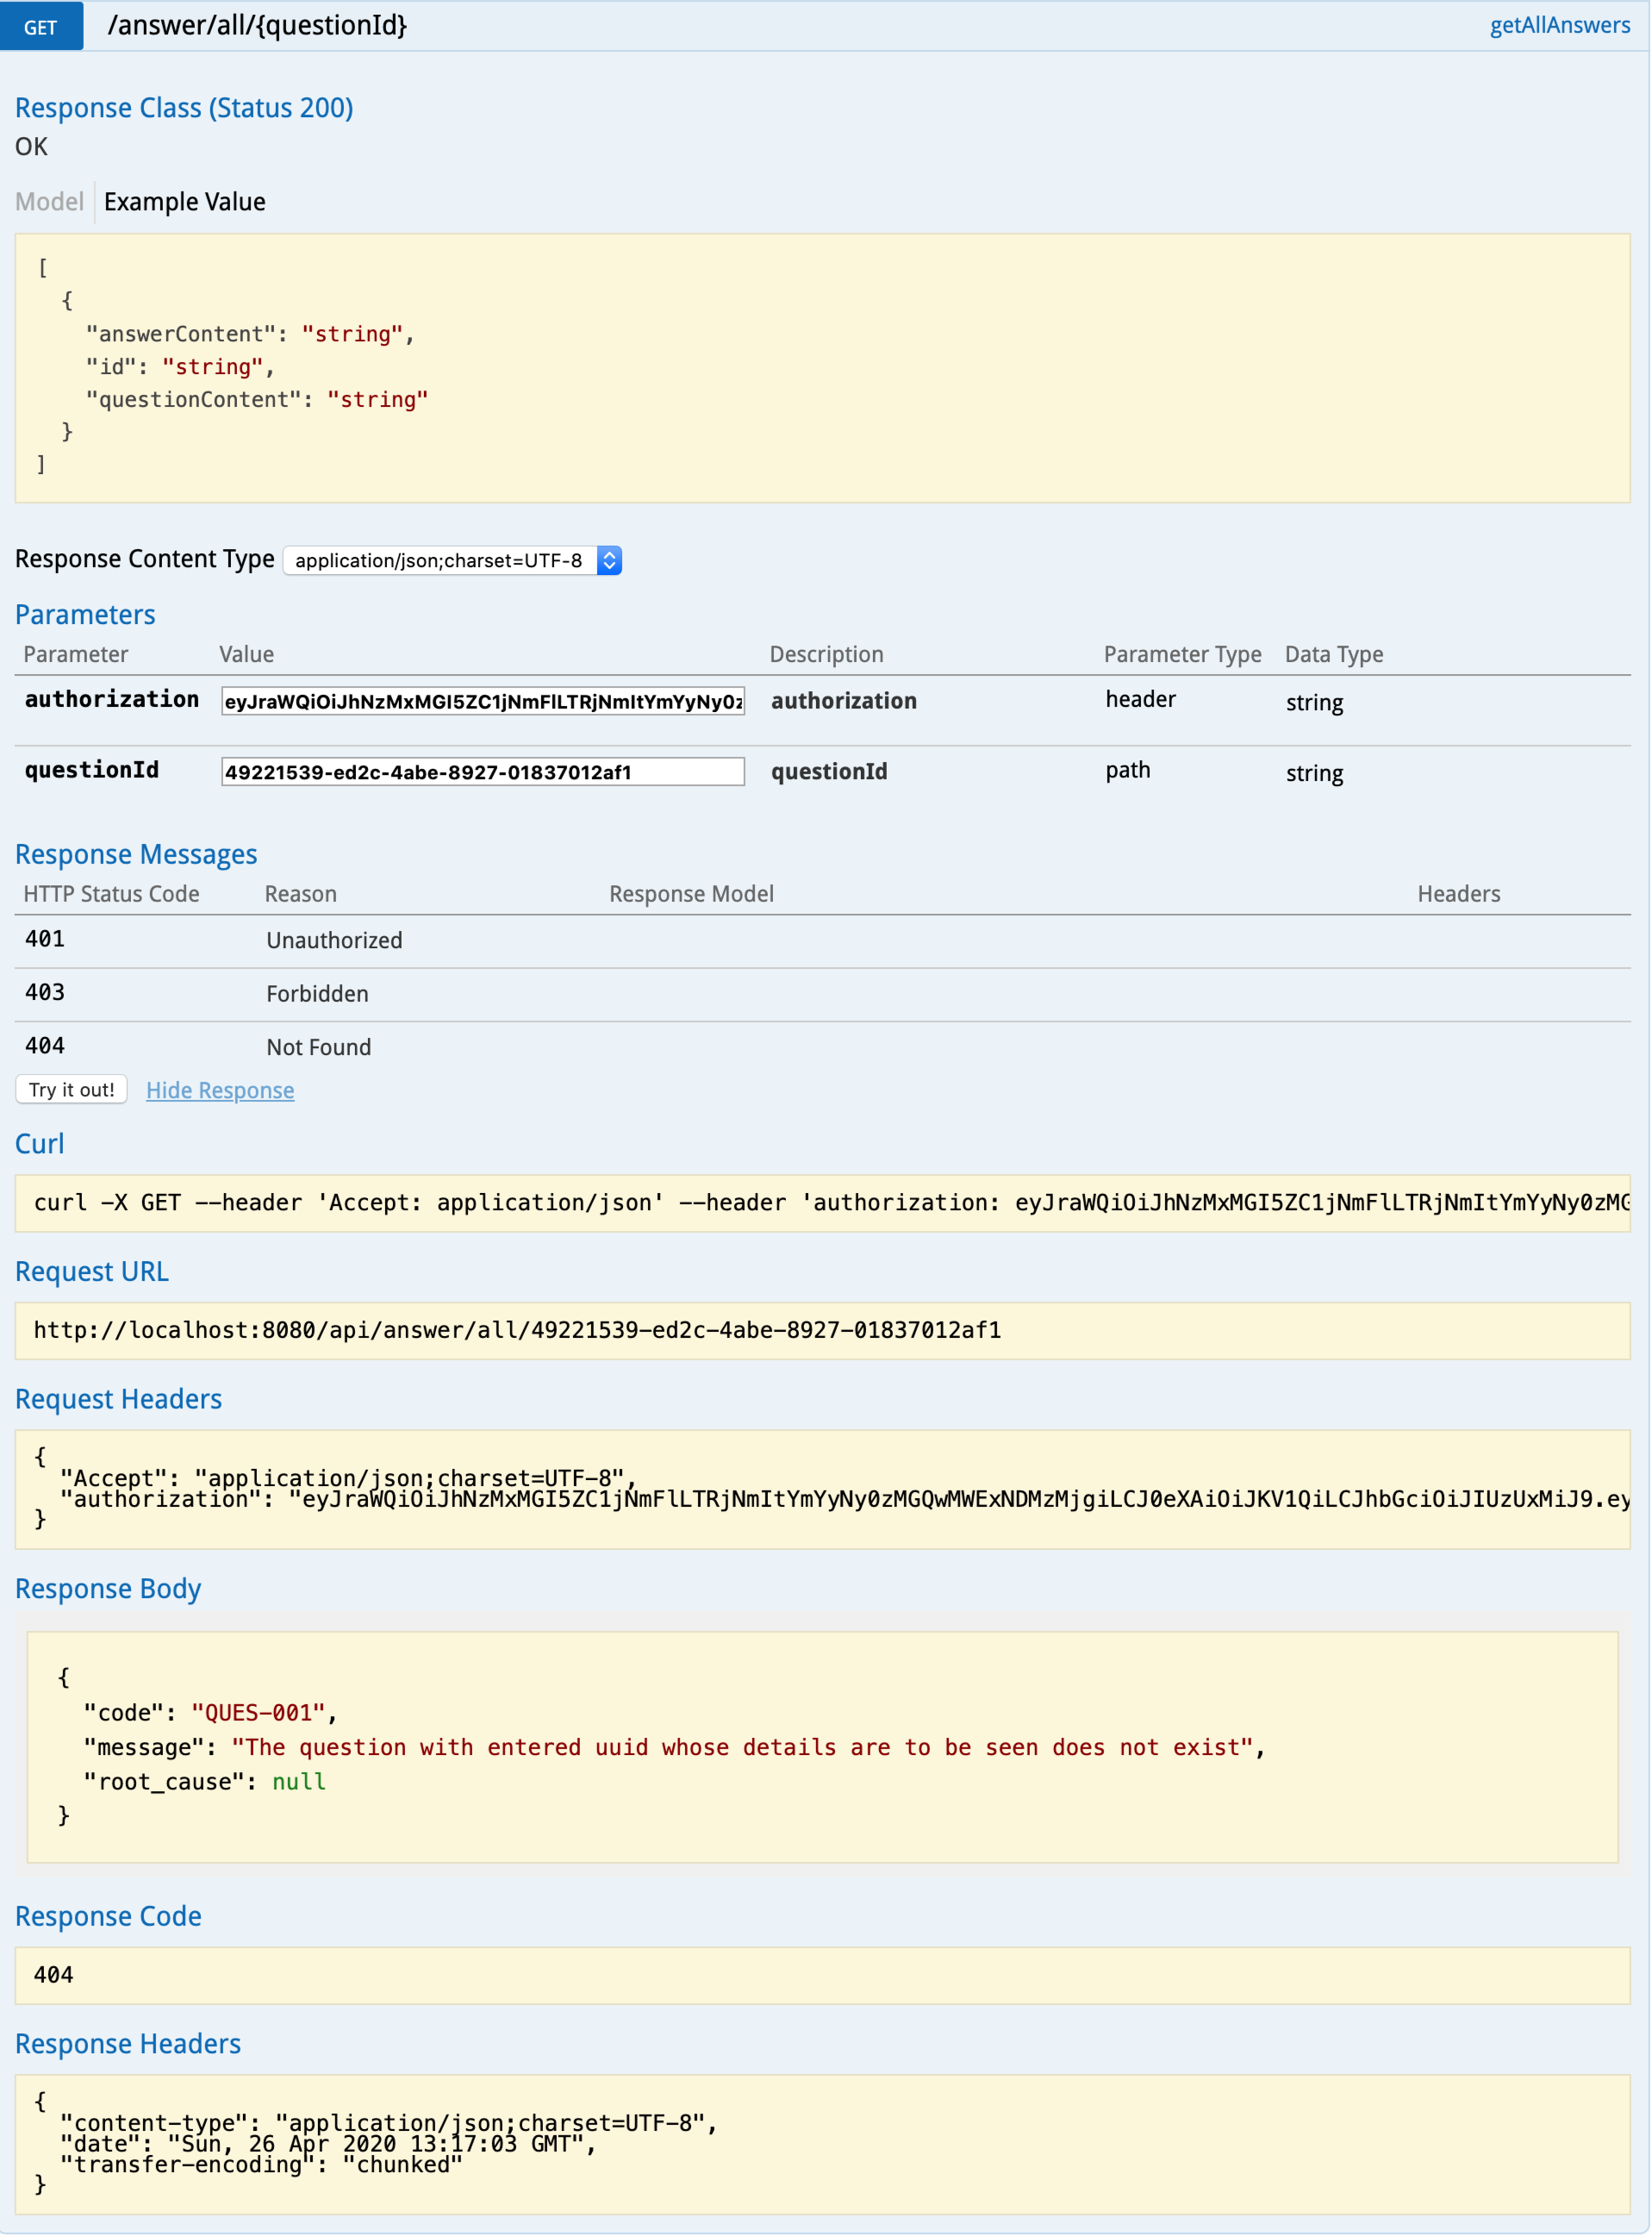 GET /answer/all/{questionId} getAllAnswers
Response Class (Status 200)
OK
Model Example Value
[
{
"answerContent": "string",
"id": "string",
"questionContent": "string"
}
]
Response Content Type application/json;charset=UTF-8
Parameters
Parameter Value Description Parameter Type Data Type
authorization eyJraWQiOiJhNzMxMGI5ZC1jNmFlLTRjNmItYmYyNy0z authorization header string
questionId 49221539-ed2c-4abe-8927-01837012af1 questionId path string
Response Messages
HTTP Status Code Reason Response Model Headers
401 Unauthorized
403 Forbidden
404 Not Found
Try it out! Hide Response
Curl
curl -X GET --header 'Accept: application/json' --header 'authorization: eyJraWQiOiJhNzMxMGI5ZC1jNmFlLTRjNmItYmYyNy0zMG
Request URL
http://localhost:8080/api/answer/all/49221539-ed2c-4abe-8927-01837012af1
Request Headers
{
"Accept": "application/json;charset=UTF-8",
"authorization": "eyJraWQiOiJhNzMxMGI5ZC1jNmFlLTRjNmItYmYyNy0zMGQwMWExNDMzMjgiLCJ0eXAiOiJKV1QiLCJhbGciOiJIUzUxMiJ9.ey
}
Response Body
{
"code": "QUES-001",
"message": "The question with entered uuid whose details are to be seen does not exist",
"root_cause": null
}
Response Code
404
Response Headers
{
"content-type": "application/json;charset=UTF-8",
"date": "Sun, 26 Apr 2020 13:17:03 GMT",
"transfer-encoding": "chunked"
}